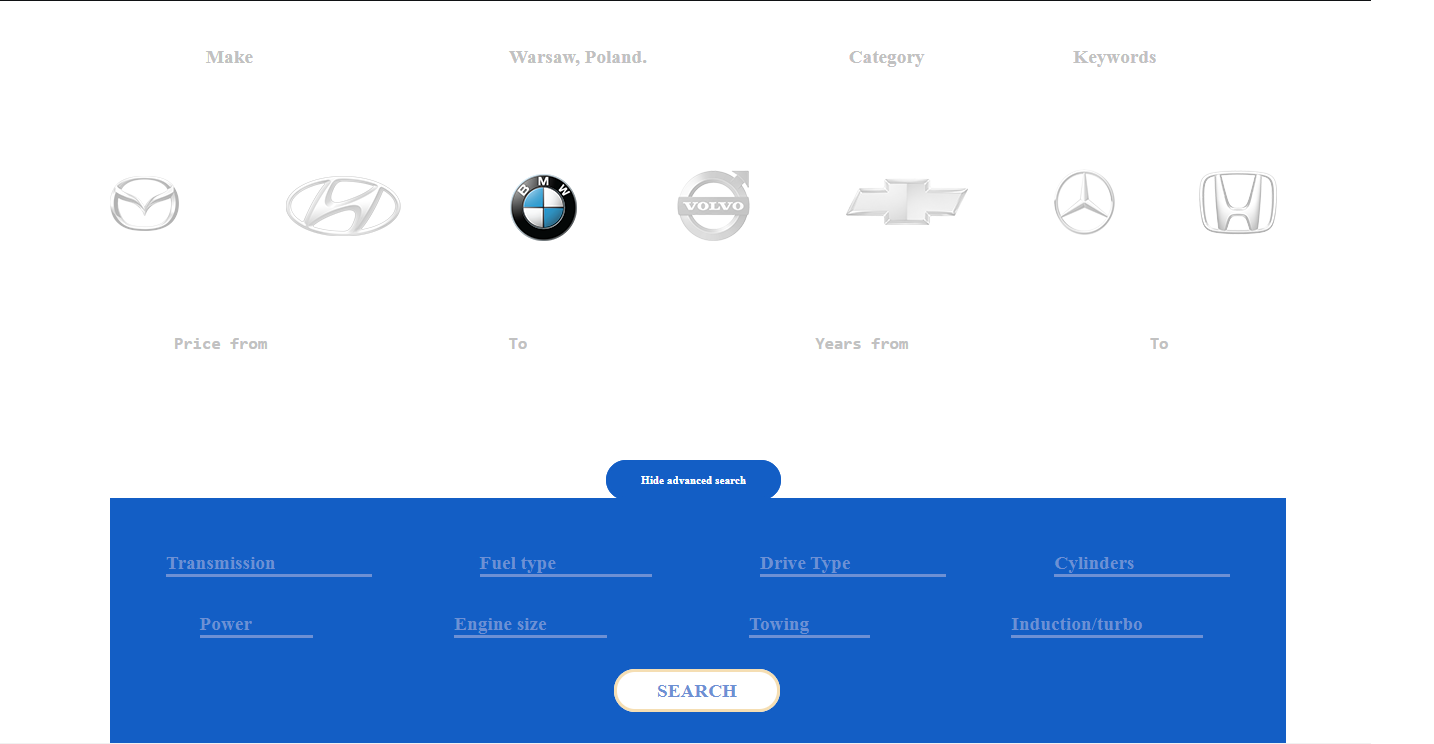 Make Warsaw, Poland. Category Keywords
BMW VOLVO
Price from To Years from To
Hide advanced search
Transmission Fuel type Drive Type Cylinders
Power Engine size Towing Induction/turbo
SEARCH